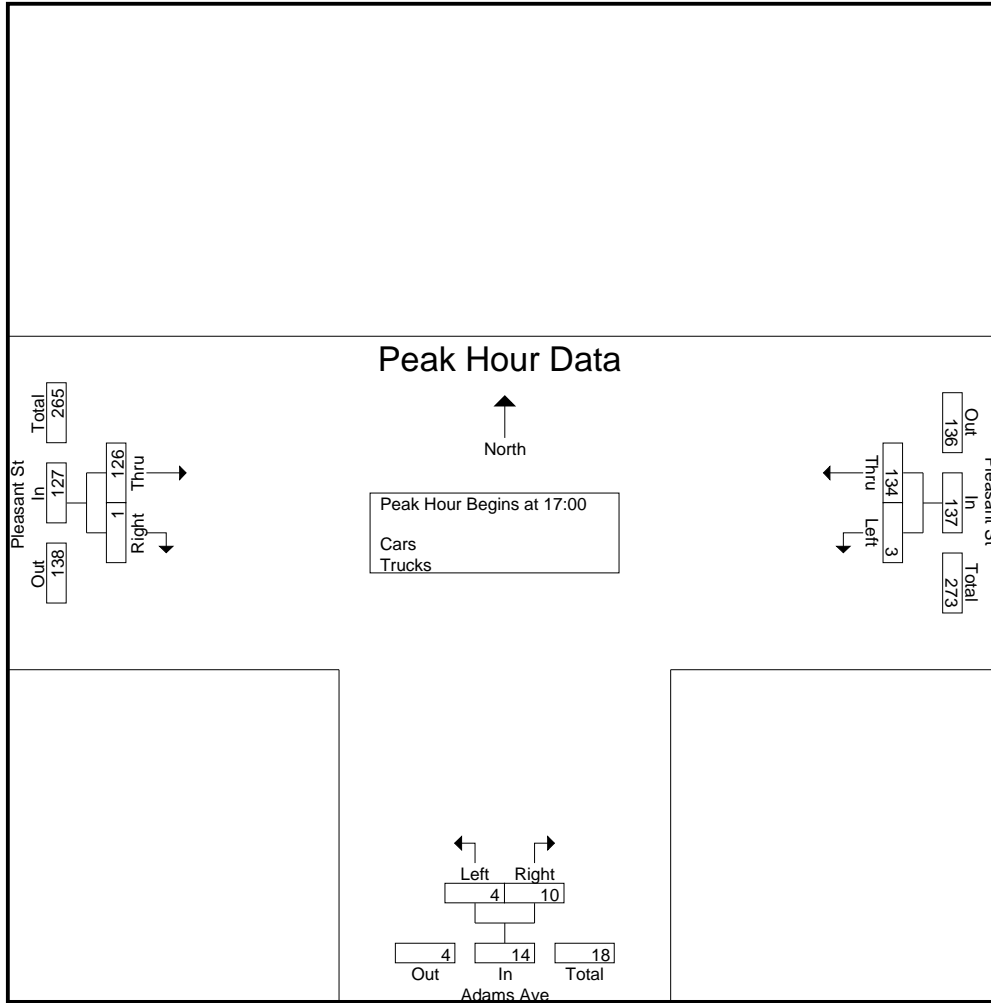 Peak Hour Data
North
Peak Hour Begins at 17:00
Cars
Trucks
Pleasant St
Total
265
In
127
Out
138
126
1
Thru
Right
Pleasant St
Out
136
In
137
Total
273
134
3
Thru
Left
Left Right
4 10
4 14 18
Out In Total
Adams Ave